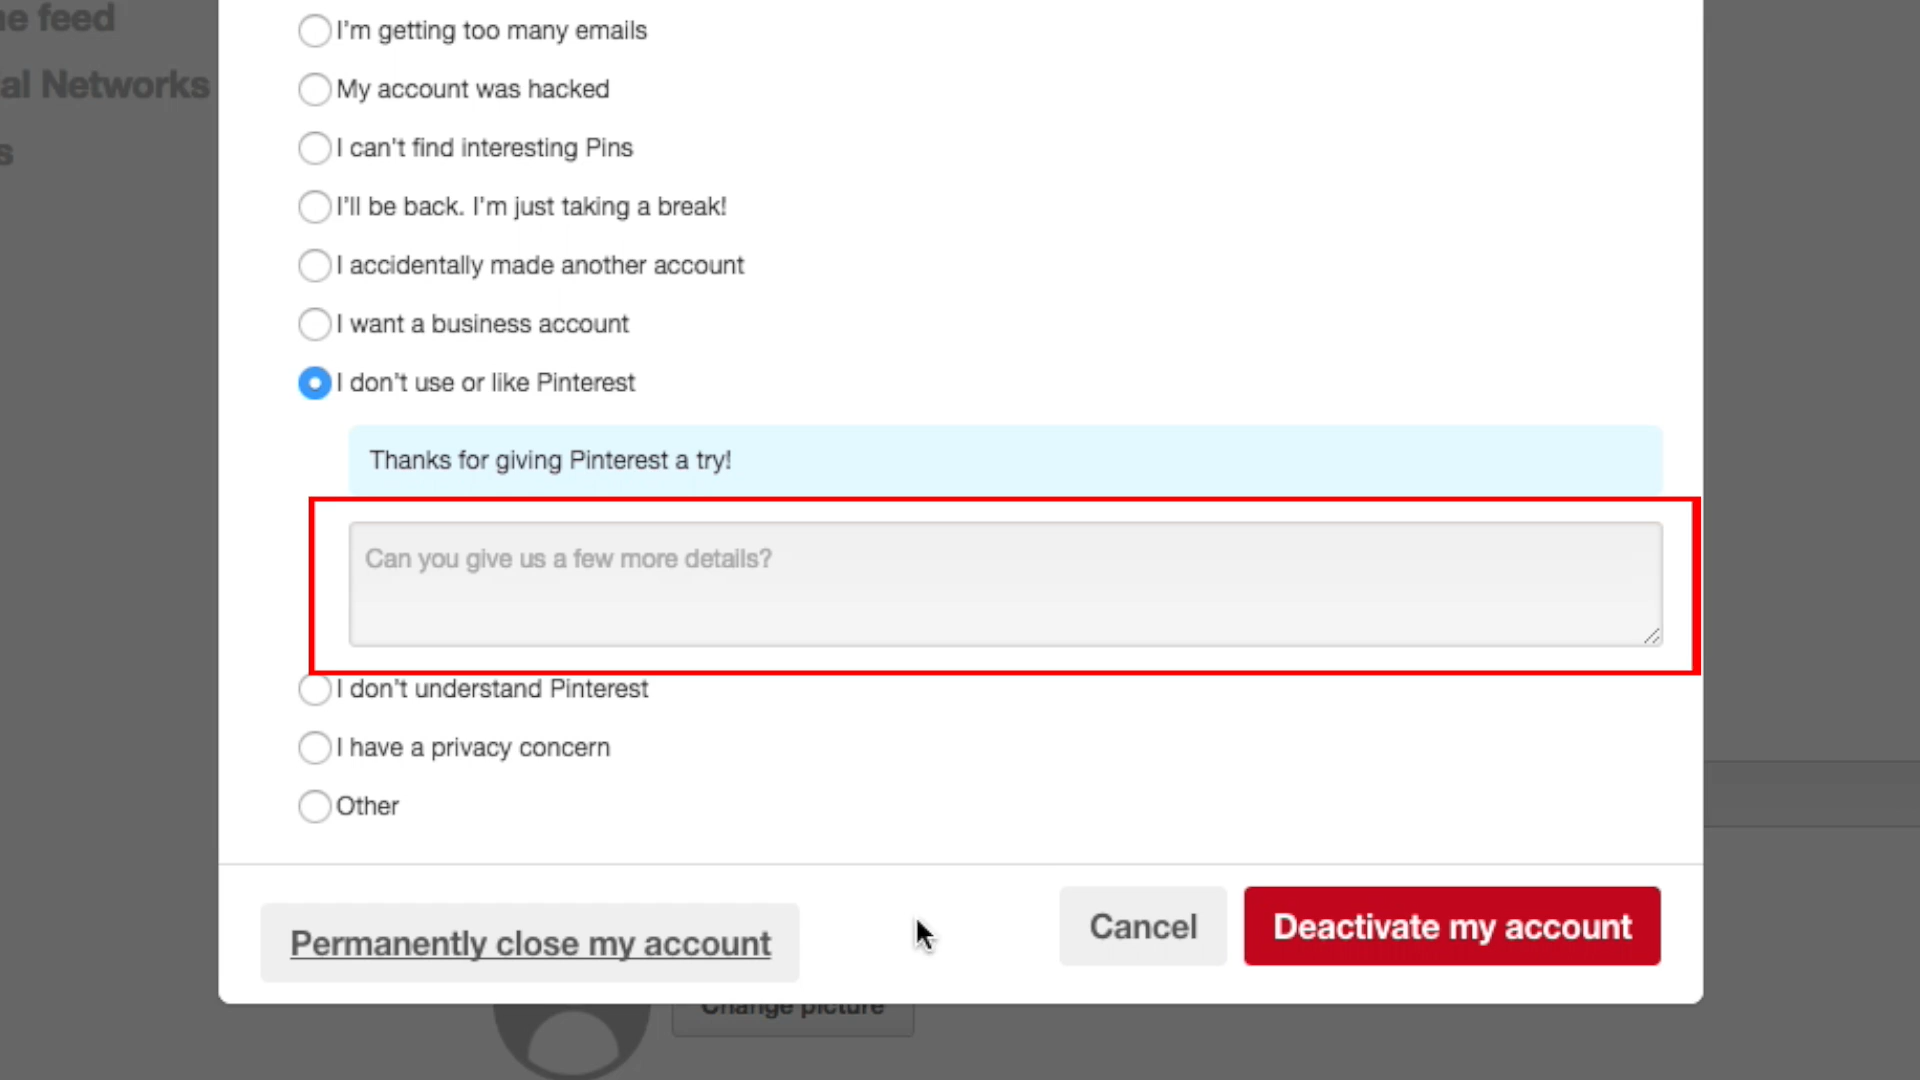 e feed
I'm getting too many emails
al Networks
My account was hacked
s
I can't find interesting Pins
I'll be back. I'm just taking a break!
I accidentally made another account
I want a business account
I don't use or like Pinterest
Thanks for giving Pinterest a try!
Can you give us a few more details?
I don't understand Pinterest
I have a privacy concern
Other
Permanently close my account
Cancel
Deactivate my account
Change picture